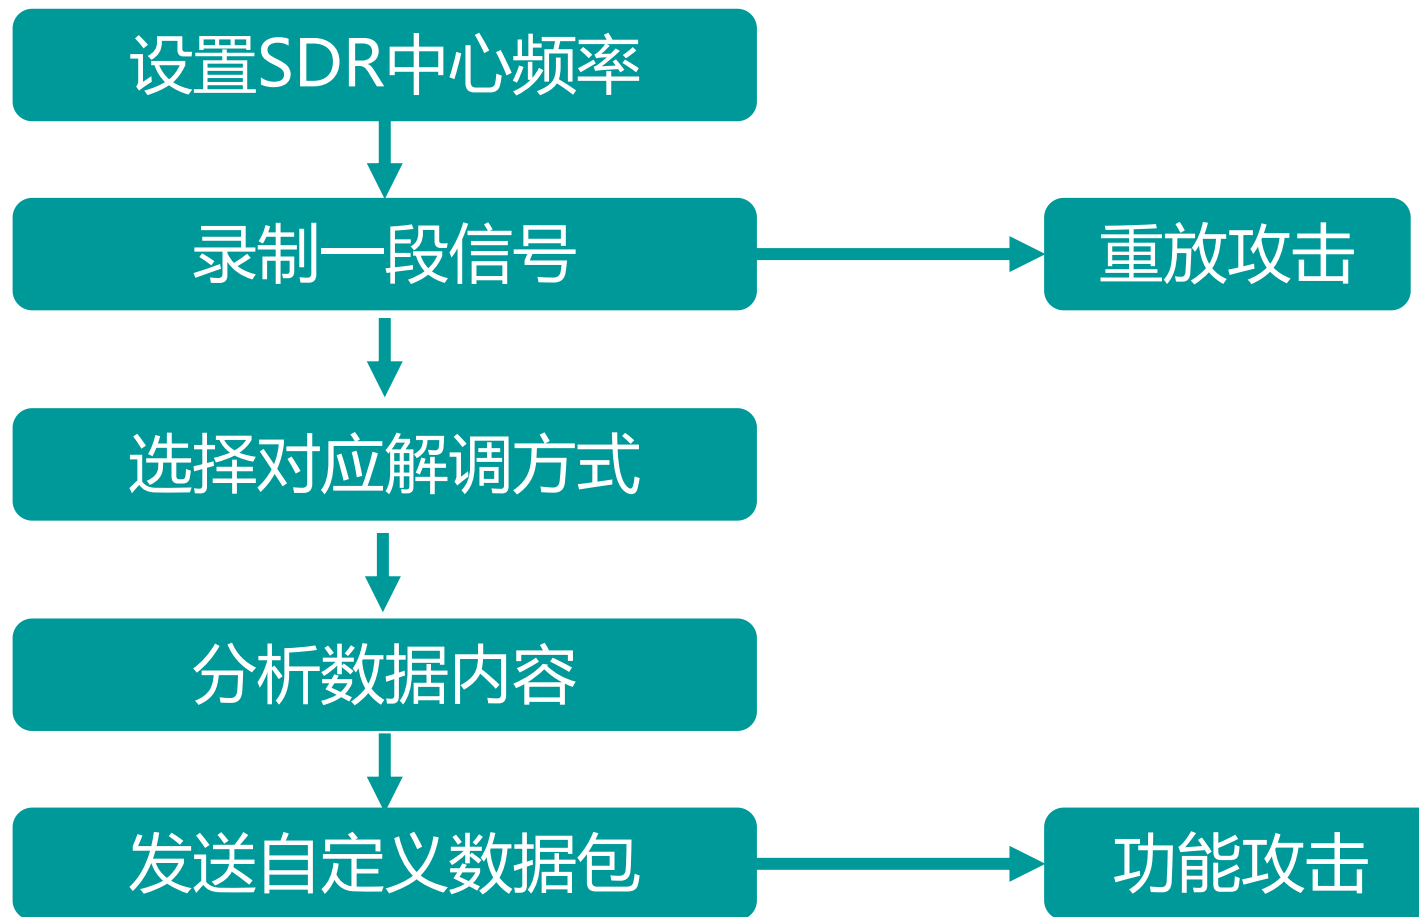 设置SDR中心频率
录制一段信号
重放攻击
选择对应解调方式
分析数据内容
发送自定义数据包
功能攻击